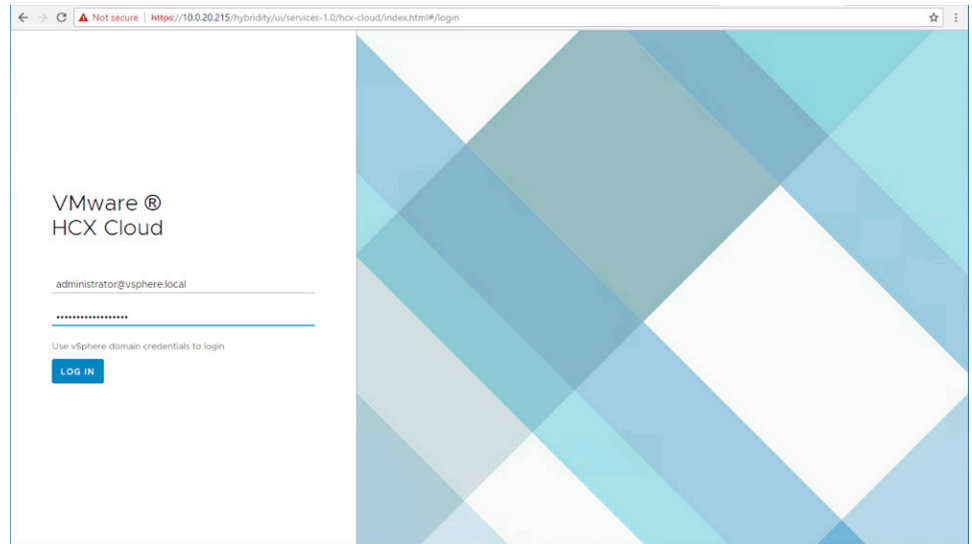 Not secure | https://10.0.20.215/hybridity/ui/services-1.0/hcx-cloud/index.html#/login
VMware ®
HCX Cloud
administrator@vsphere.local
••••••••••••••••••
Use vSphere domain credentials to login
LOG IN